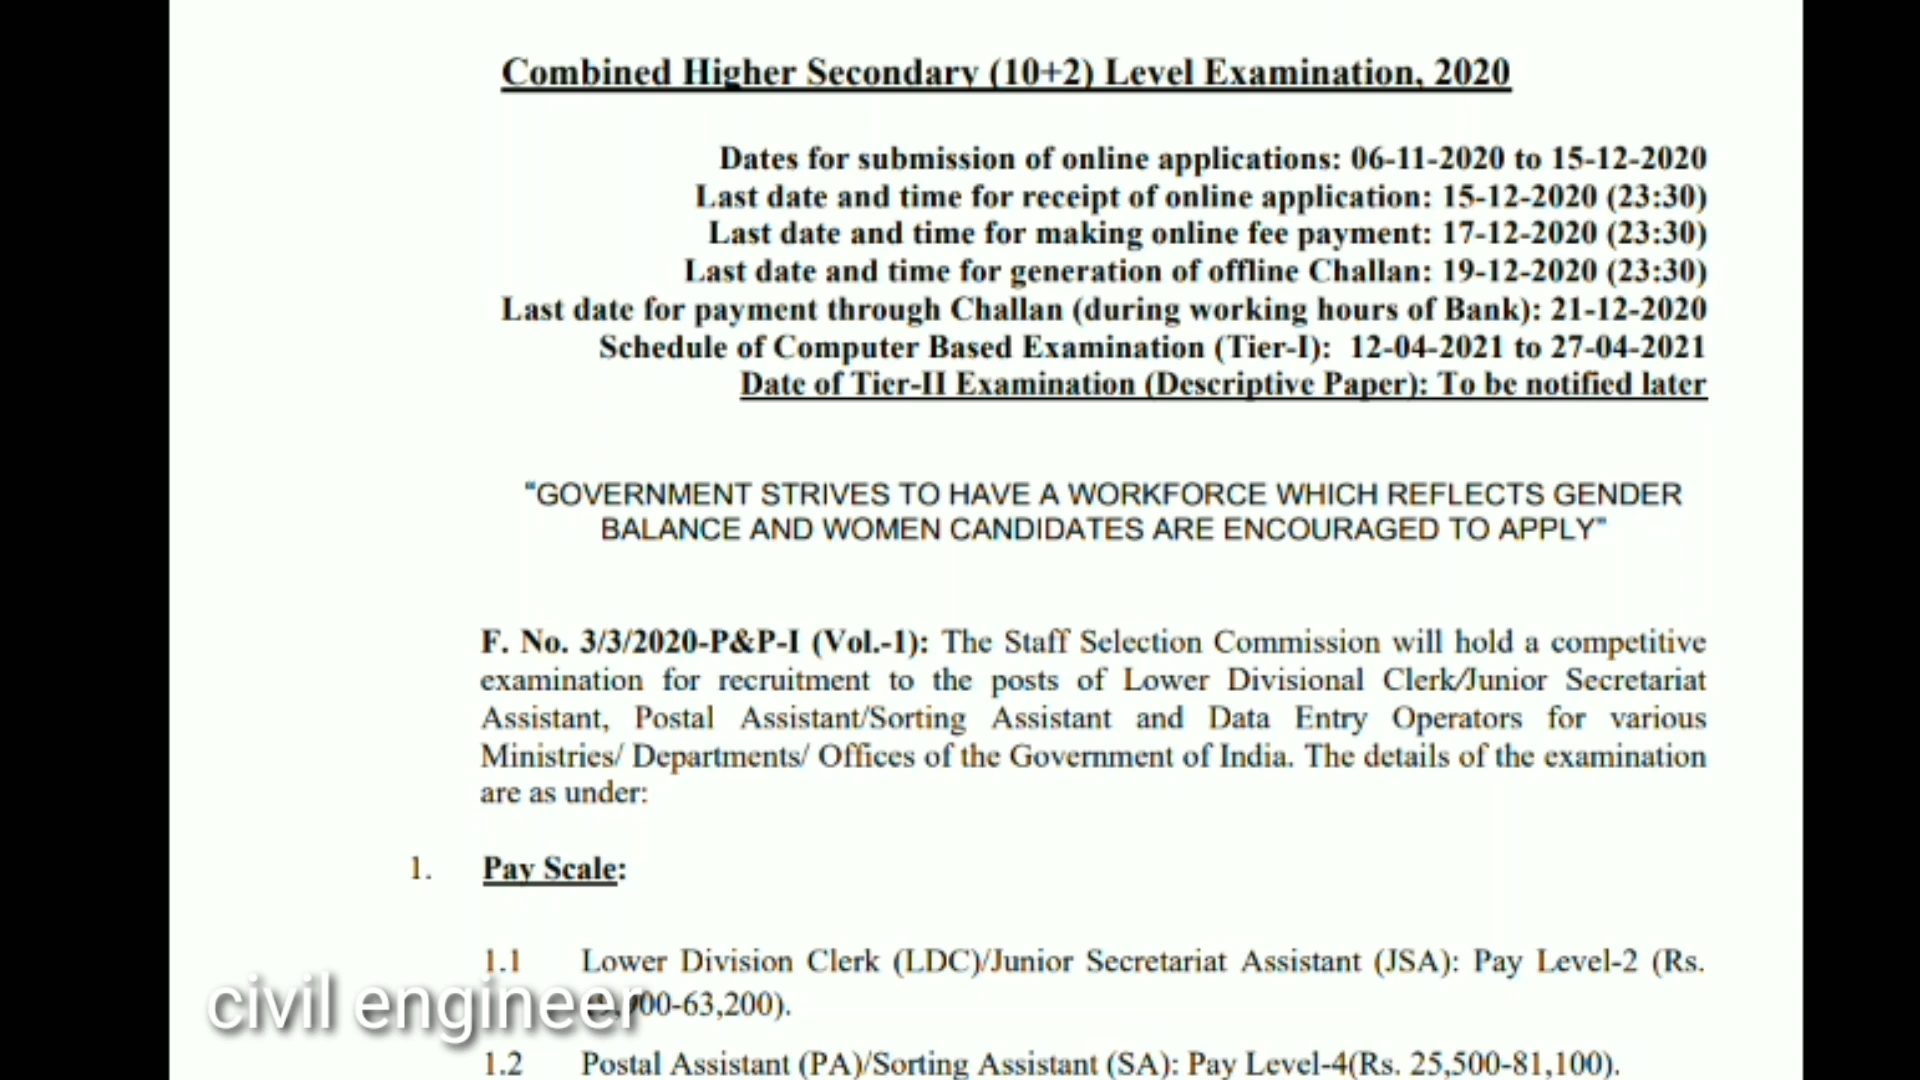 Combined Higher Secondary (10+2) Level Examination, 2020
Dates for submission of online applications: 06-11-2020 to 15-12-2020
Last date and time for receipt of online application: 15-12-2020 (23:30)
Last date and time for making online fee payment: 17-12-2020 (23:30)
Last date and time for generation of offline Challan: 19-12-2020 (23:30)
Last date for payment through Challan (during working hours of Bank): 21-12-2020
Schedule of Computer Based Examination (Tier-I): 12-04-2021 to 27-04-2021
Date of Tier-II Examination (Descriptive Paper): To be notified later
"GOVERNMENT STRIVES TO HAVE A WORKFORCE WHICH REFLECTS GENDER
BALANCE AND WOMEN CANDIDATES ARE ENCOURAGED TO APPLY"
F. No. 3/3/2020-P&P-I (Vol.-1): The Staff Selection Commission will hold a competitive
examination for recruitment to the posts of Lower Divisional Clerk/Junior Secretariat
Assistant, Postal Assistant/Sorting Assistant and Data Entry Operators for various
Ministries/ Departments/ Offices of the Government of India. The details of the examination
are as under:
1. Pay Scale:
1.1 Lower Division Clerk (LDC)/Junior Secretariat Assistant (JSA): Pay Level-2 (Rs.
00-63,200).
civil engineer
1.2 Postal Assistant (PA)/Sorting Assistant (SA): Pay Level-4(Rs. 25,500-81,100).